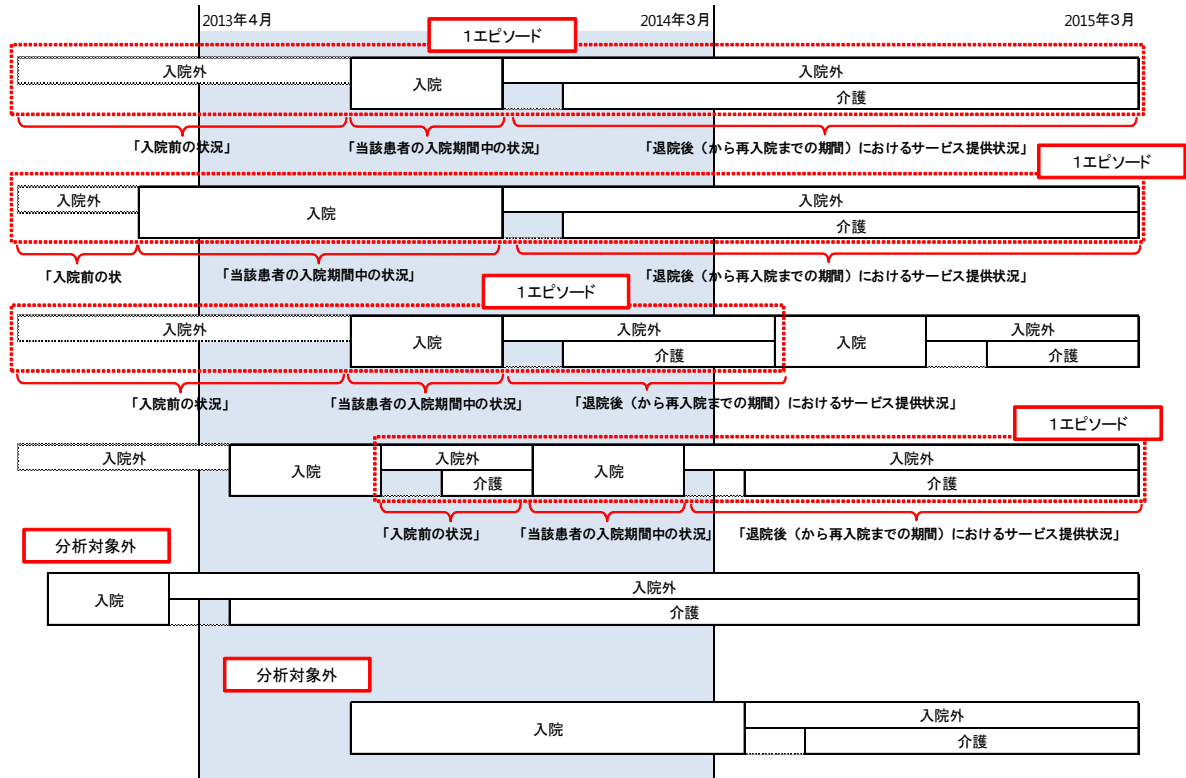 2013年4月
2014年3月
2015年3月
1エピソード
入院外
入院
入院外
介護
「入院前の状況」
「当該患者の入院期間中の状況」
「退院後（から再入院までの期間）におけるサービス提供状況」
1エピソード
入院外
入院
入院外
介護
「入院前の状
「当該患者の入院期間中の状況」
「退院後（から再入院までの期間）におけるサービス提供状況」
1エピソード
入院外
入院
入院外
介護
入院
入院外
介護
「入院前の状況」
「当該患者の入院期間中の状況」
「退院後（から再入院までの期間）におけるサービス提供状況」
1エピソード
入院外
入院
入院外
介護
入院
入院外
介護
「入院前の状況」
「当該患者の入院期間中の状況」
「退院後（から再入院までの期間）におけるサービス提供状況」
分析対象外
入院
入院外
介護
分析対象外
入院
入院外
介護